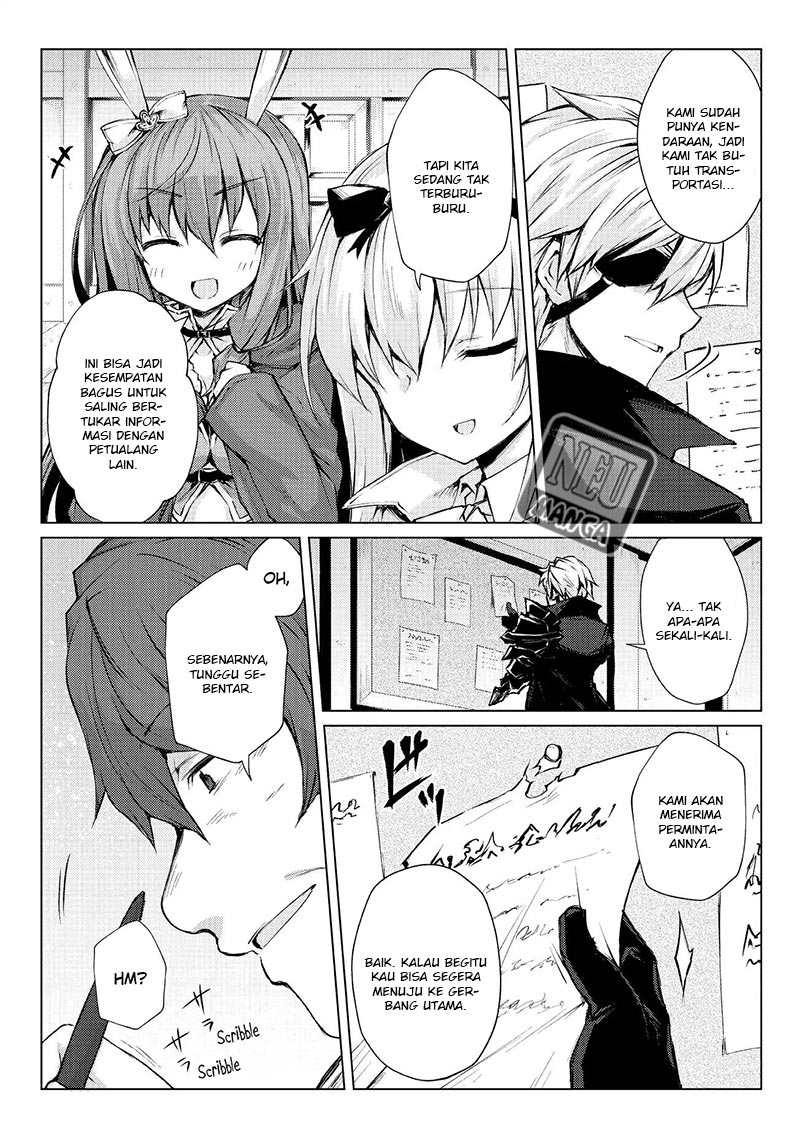 KAMI SUDAH
PUNYA KEN-
DARAAN, JADI
KAMI TAK BU-
TUH TRANS-
PORTASI...
TAPI KITA
SEDANG TAK
TERBURU-
BURU.
INI BISA JADI
KESEMPATAN
BAGUS UNTUK
SALING BER-
TUKAR INFOR-
MASI DENGAN
PETUALANG
LAIN.
NEU
MANGA
YA... TAK
APA-APA
SEKALI-KALI.
KAMI AKAN
MENERIMA
PERMINTA-
ANNYA.
ビッ
BAIK. KALAU BEGITU
KAU BISA SEGERA
MENUJU KE GER-
BANG UTAMA.
OH,
SEBENARNYA,
TUNGGU SE-
BENTAR.
HM?
Scribble
Scribble